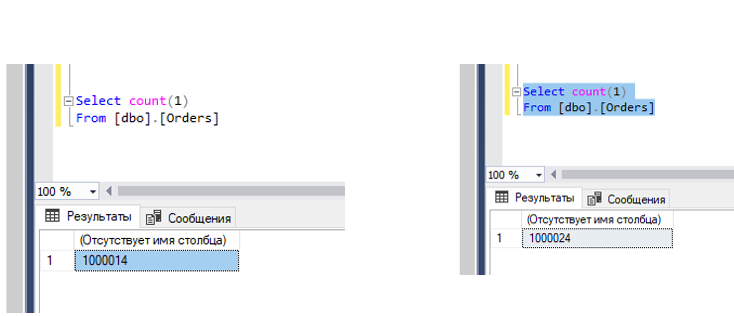 Select count(1)
From [dbo].[Orders]
100 %
Результаты
Сообщения
(Отсутствует имя столбца)
1
1000014
Select count(1)
From [dbo].[Orders]
100 %
Результаты
Сообщения
(Отсутствует имя столбца)
1
1000024